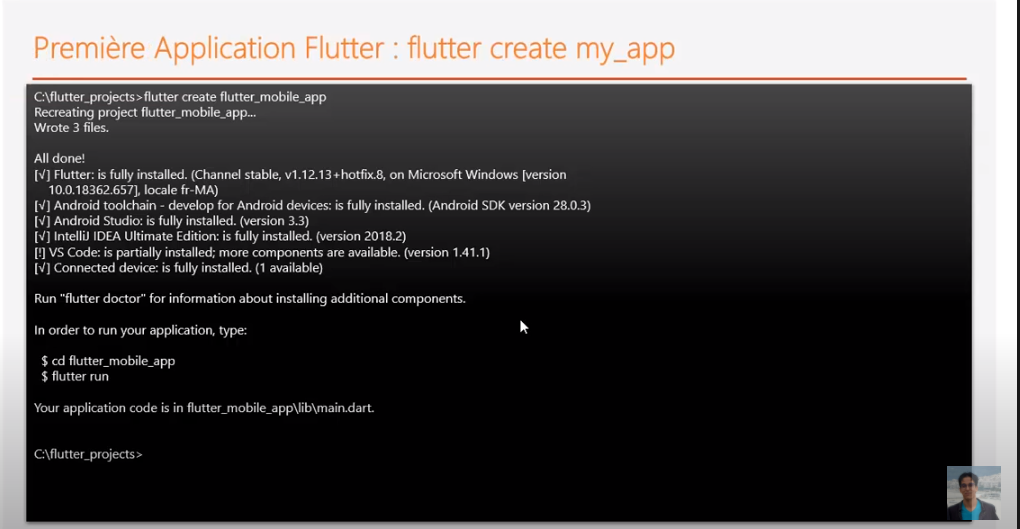 Première Application Flutter : flutter create my_app
C:\flutter_projects>flutter create flutter_mobile_app
Recreating project flutter_mobile_app...
Wrote 3 files.
All done!
[√] Flutter: is fully installed. (Channel stable, v1.12.13+hotfix.8, on Microsoft Windows [version
10.0.18362.657], locale fr-MA)
[√] Android toolchain - develop for Android devices: is fully installed. (Android SDK version 28.0.3)
[√] Android Studio: is fully installed. (version 3.3)
[√] IntelliJ IDEA Ultimate Edition: is fully installed. (version 2018.2)
[!] VS Code: is partially installed; more components are available. (version 1.41.1)
[√] Connected device: is fully installed. (1 available)
Run "flutter doctor" for information about installing additional components.
In order to run your application, type:
$ cd flutter_mobile_app
$ flutter run
Your application code is in flutter_mobile_app\lib\main.dart.
C:\flutter_projects>